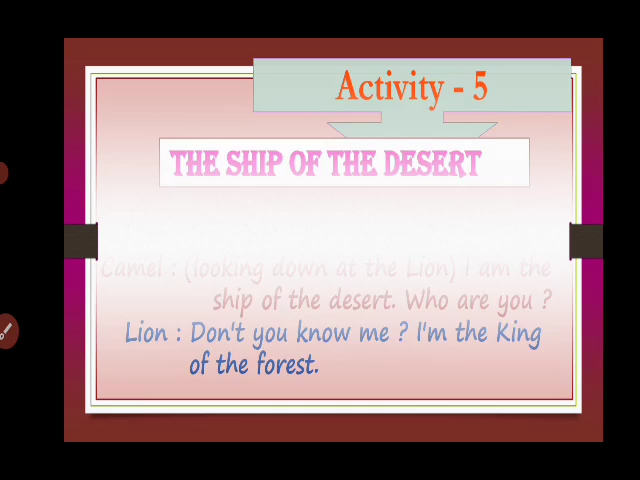 Activity - 5
THE SHIP OF THE DESERT
Camel : (looking down at the Lion) I am the
ship of the desert. Who are you ?
Lion : Don't you know me ? I'm the King
of the forest.